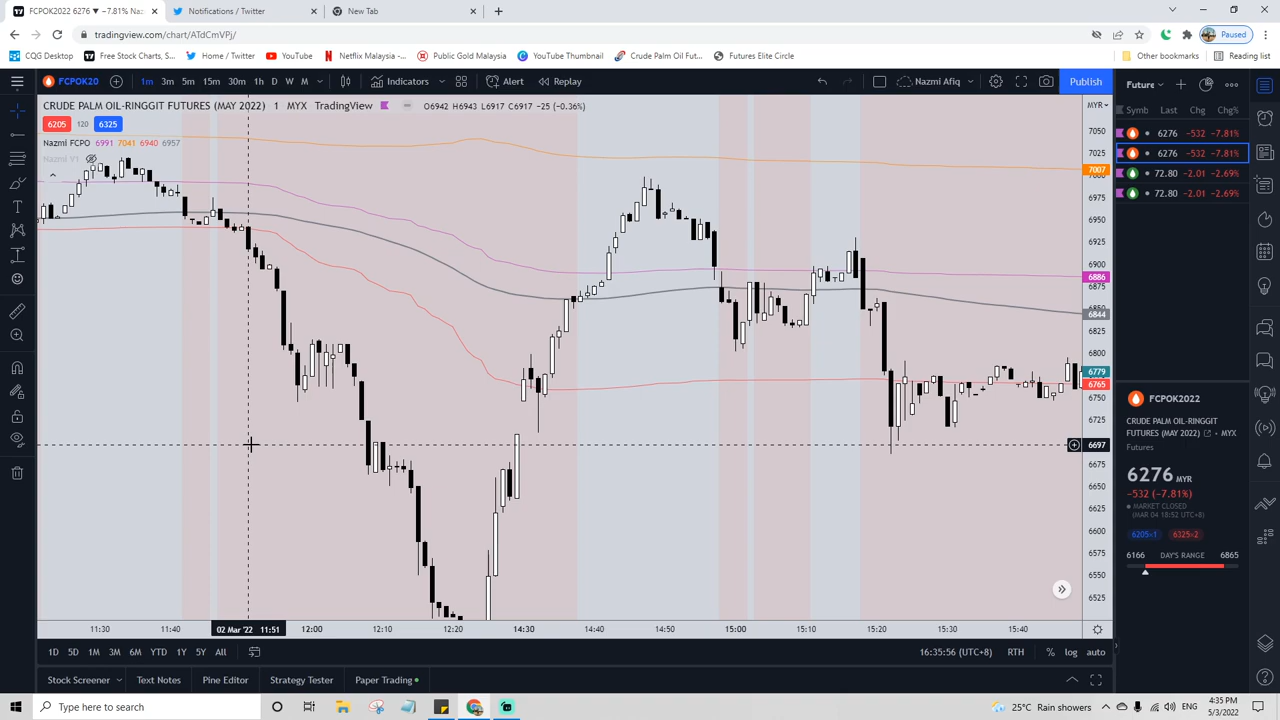 FCPOK2022 6276 ▼ −7.81% Naz
Notifications / Twitter
New Tab
tradingview.com/chart/ATdCmVPj/
Paused
CQG Desktop
Free Stock Charts, S...
Home / Twitter
YouTube
Netflix Malaysia -...
Public Gold Malaysia
YouTube Thumbnail
Crude Palm Oil Fut...
Futures Elite Circle
Other bookmarks
Reading list
FCPOK20
1m 3m 5m 15m 30m 1h D W M
Indicators
Alert
Replay
Nazmi Afiq
Publish
CRUDE PALM OIL-RINGGIT FUTURES (MAY 2022) 1 MYX TradingView
O6942 H6943 L6917 C6917 −25 (−0.36%)
6205 120 6325
Nazmi FCPO 6991 7041 6940 6957
Nazmi V1
MYR
7050
7025
7007
7000
6975
6950
6925
6900
6886
6875
6850
6844
6825
6800
6779
6765
6750
6725
6697
6675
6650
6625
6600
6575
6550
6525
11:30 11:40 02 Mar '22 11:51 12:00 12:10 12:20 14:30 14:40 14:50 15:00 15:10 15:20 15:30 15:40
1D 5D 1M 3M 6M YTD 1Y 5Y All
16:35:56 (UTC+8) RTH % log auto
Stock Screener
Text Notes
Pine Editor
Strategy Tester
Paper Trading
Future
Symb Last Chg Chg%
6276 −532 −7.81%
6276 −532 −7.81%
72.80 −2.01 −2.69%
72.80 −2.01 −2.69%
FCPOK2022
CRUDE PALM OIL-RINGGIT
FUTURES (MAY 2022) • MYX
Futures
6276 MYR
−532 (−7.81%)
MARKET CLOSED
(MAR 04 18:52 UTC+8)
6205×1 6325×2
6166 DAY'S RANGE 6865
Type here to search
25°C Rain showers
ENG
4:35 PM
5/3/2022